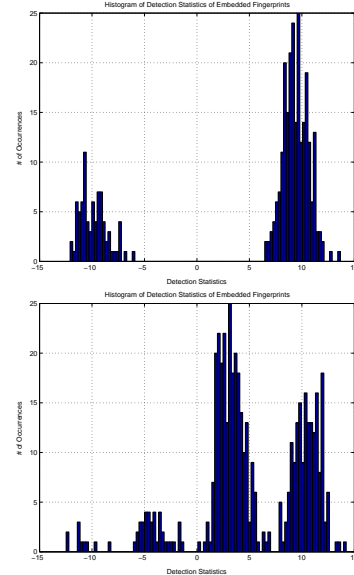 Histogram of Detection Statistics of Embedded Fingerprints
25
20
15
10
5
0
# of Occurrences
−15 −10 −5 0 5 10 15
Detection Statistics
Histogram of Detection Statistics of Embedded Fingerprints
25
20
15
10
5
0
# of Occurrences
−15 −10 −5 0 5 10 15
Detection Statistics